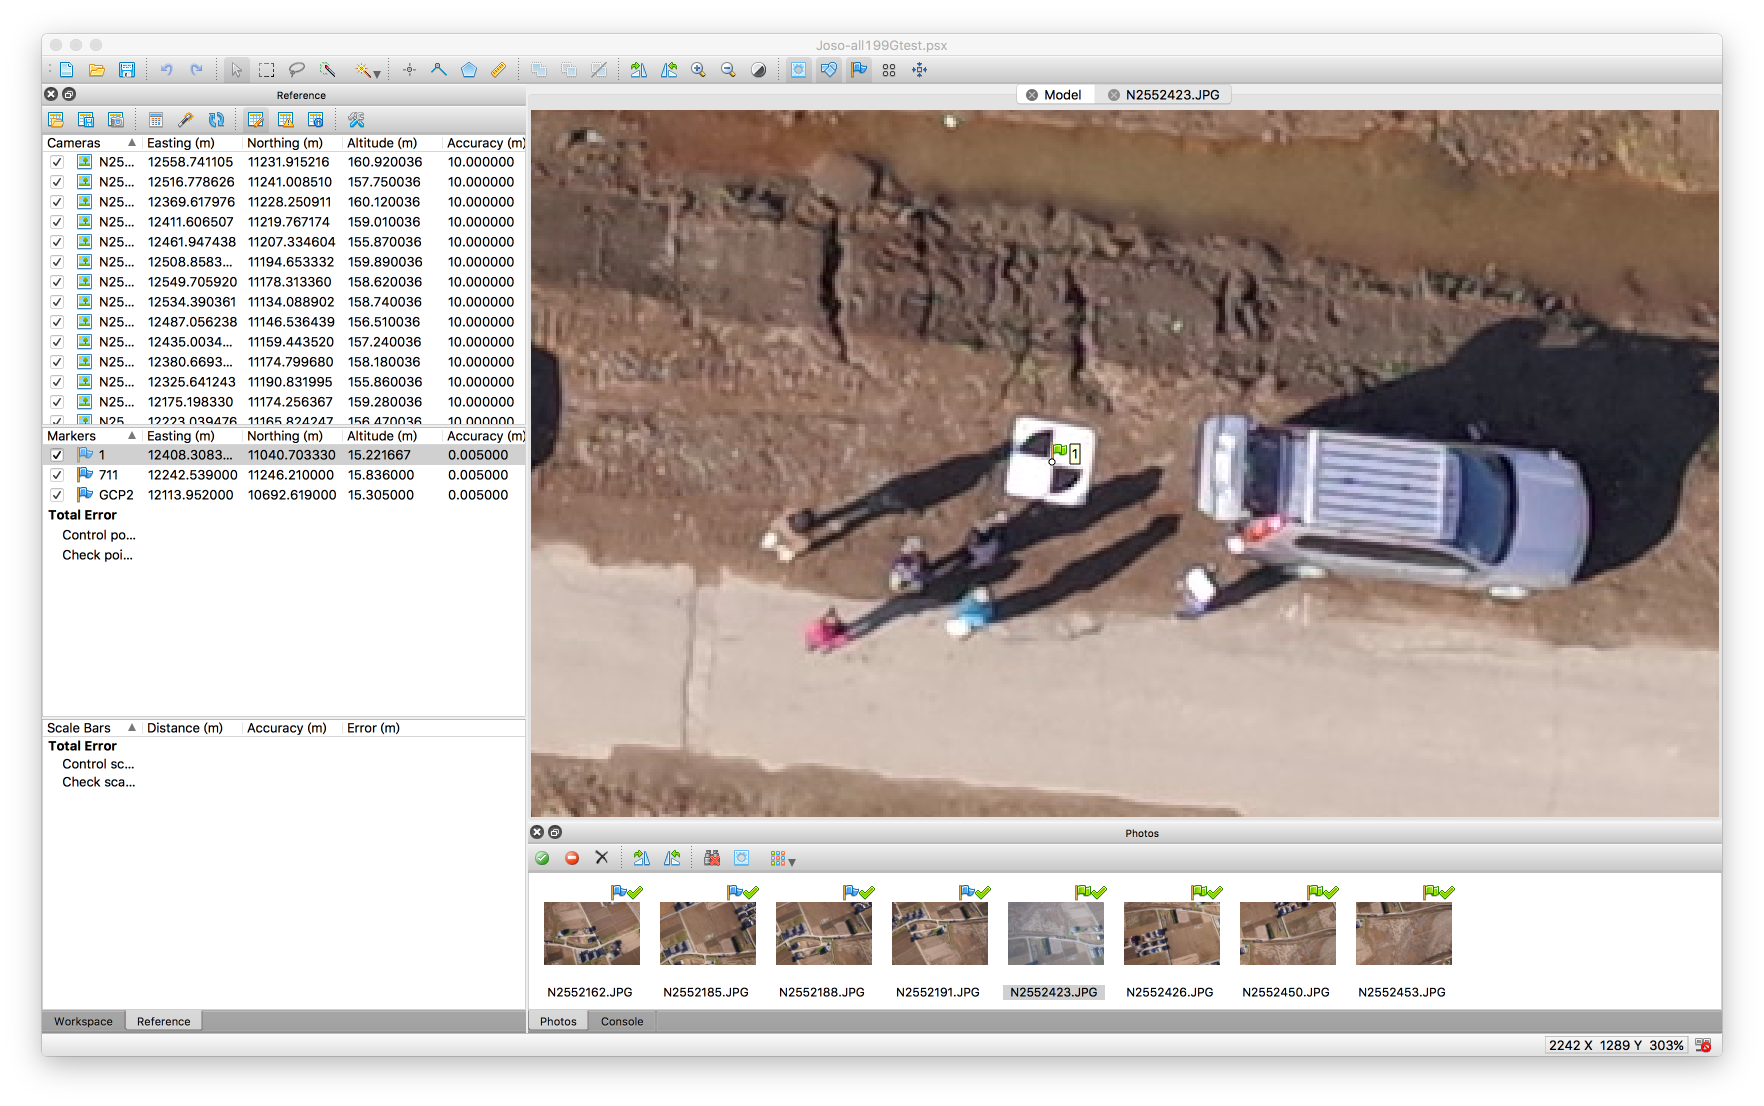 Joso-all199Gtest.psx
Reference
Model N2552423.JPG
Cameras Easting (m) Northing (m) Altitude (m) Accuracy (m)
N25... 12558.741105 11231.915216 160.920036 10.000000
N25... 12516.778626 11241.008510 157.750036 10.000000
N25... 12369.617976 11228.250911 160.120036 10.000000
N25... 12411.606507 11219.767174 159.010036 10.000000
N25... 12461.947438 11207.334604 155.870036 10.000000
N25... 12508.8583... 11194.653332 159.890036 10.000000
N25... 12549.705920 11178.313360 158.620036 10.000000
N25... 12534.390361 11134.088902 158.740036 10.000000
N25... 12487.056238 11146.536439 156.510036 10.000000
N25... 12435.0034... 11159.443520 157.240036 10.000000
N25... 12380.6693... 11174.799680 158.180036 10.000000
N25... 12325.641243 11190.831995 155.860036 10.000000
N25... 12175.198330 11174.256367 159.280036 10.000000
N25... 12223.039476 11165.824247 156.470036 10.000000
Markers Easting (m) Northing (m) Altitude (m) Accuracy (m)
1 12408.3083... 11040.703330 15.221667 0.005000
711 12242.539000 11246.210000 15.836000 0.005000
GCP2 12113.952000 10692.619000 15.305000 0.005000
Total Error
Control po...
Check poi...
Scale Bars Distance (m) Accuracy (m) Error (m)
Total Error
Control sc...
Check sca...
Workspace Reference
1
Photos
N2552162.JPG N2552185.JPG N2552188.JPG N2552191.JPG N2552423.JPG N2552426.JPG N2552450.JPG N2552453.JPG
Photos Console
2242 X 1289 Y 303%